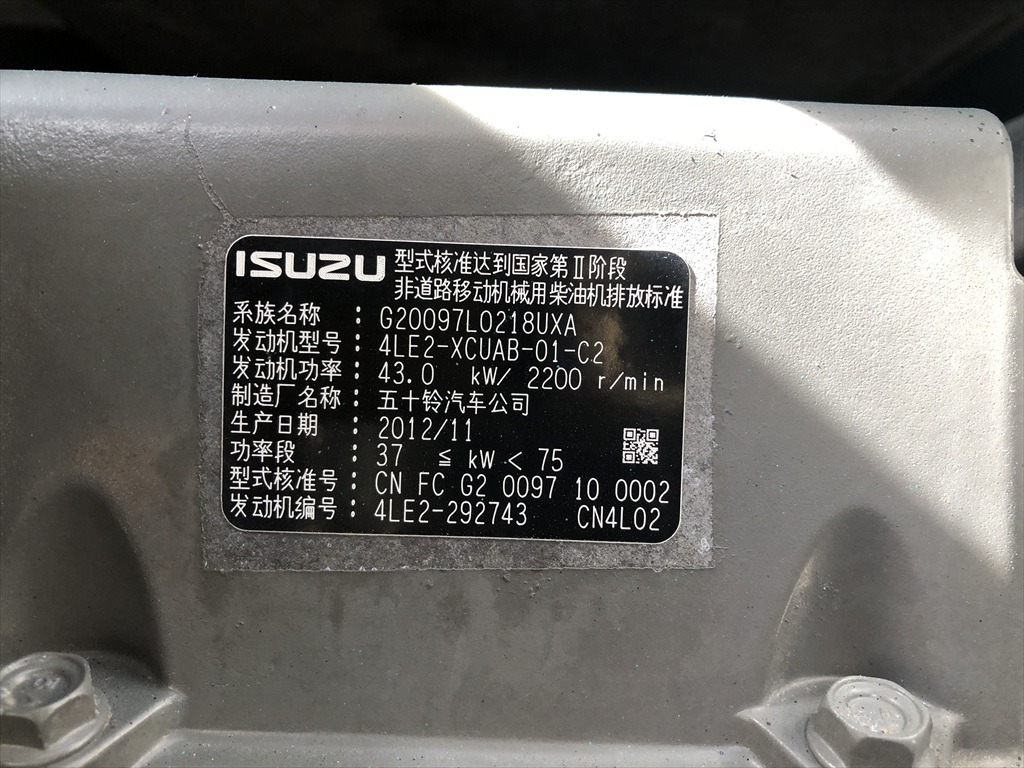 ISUZU 型式核准达到国家第Ⅱ阶段
非道路移动机械用柴油机排放标准
系族名称 : G20097L0218UXA
发动机型号 : 4LE2-XCUAB-01-C2
发动机功率 : 43.0 kW/ 2200 r/min
制造厂名称 : 五十铃汽车公司
生产日期 : 2012/11
功率段 : 37 ≦ kW < 75
型式核准号 : CN FC G2 0097 10 0002
发动机编号 : 4LE2-292743 CN4L02